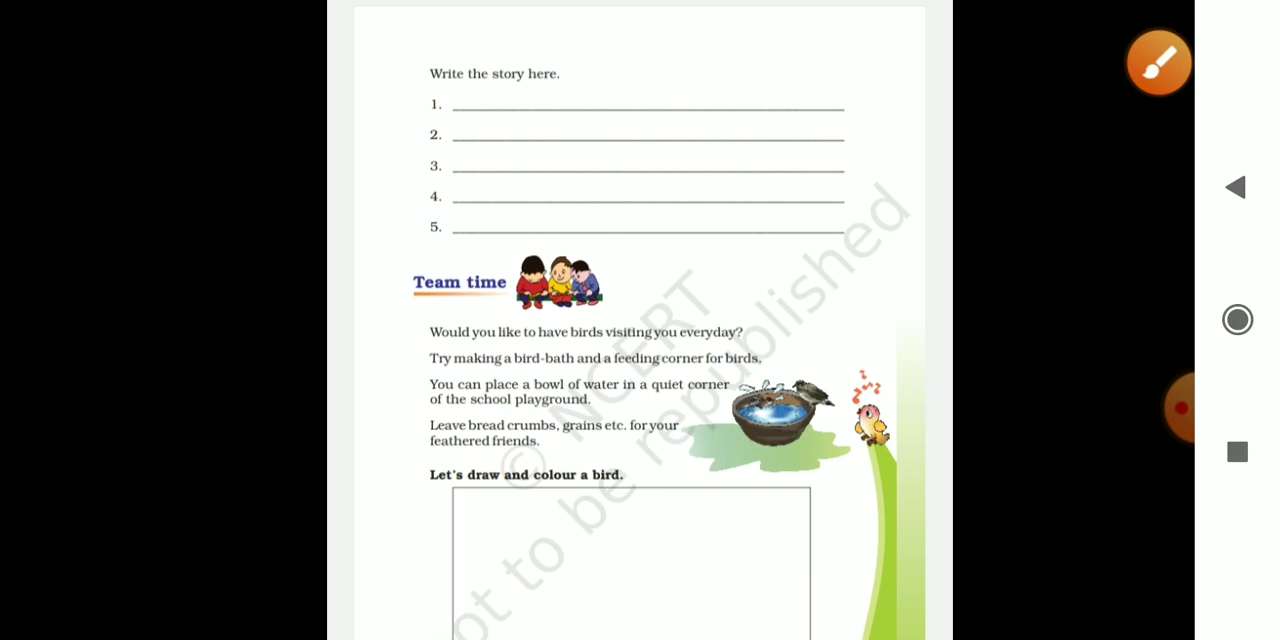 Write the story here.
1.
2.
3.
4.
5.
Team time
Would you like to have birds visiting you everyday?
Try making a bird-bath and a feeding corner for birds.
You can place a bowl of water in a quiet corner
of the school playground.
Leave bread crumbs, grains etc. for your
feathered friends.
Let's draw and colour a bird.
© NCERT
not to be republished